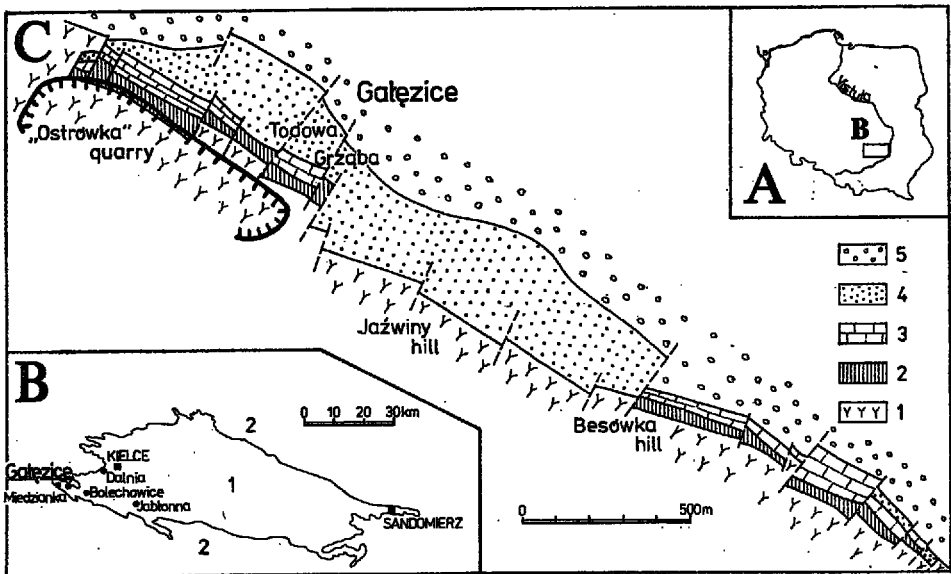 C
Gałęzice
„Ostrówka"
quarry
Todowa
Grząba
Jaźwiny
hill
Besówka
hill
0 500m
A
Vistula
B
5
4
3
2
1
B
0 10 20 30km
2
KIELCE
Dalnia
1
Gałęzice
Miedzianka
Bolechowice
Jabłonna
SANDOMIERZ
2